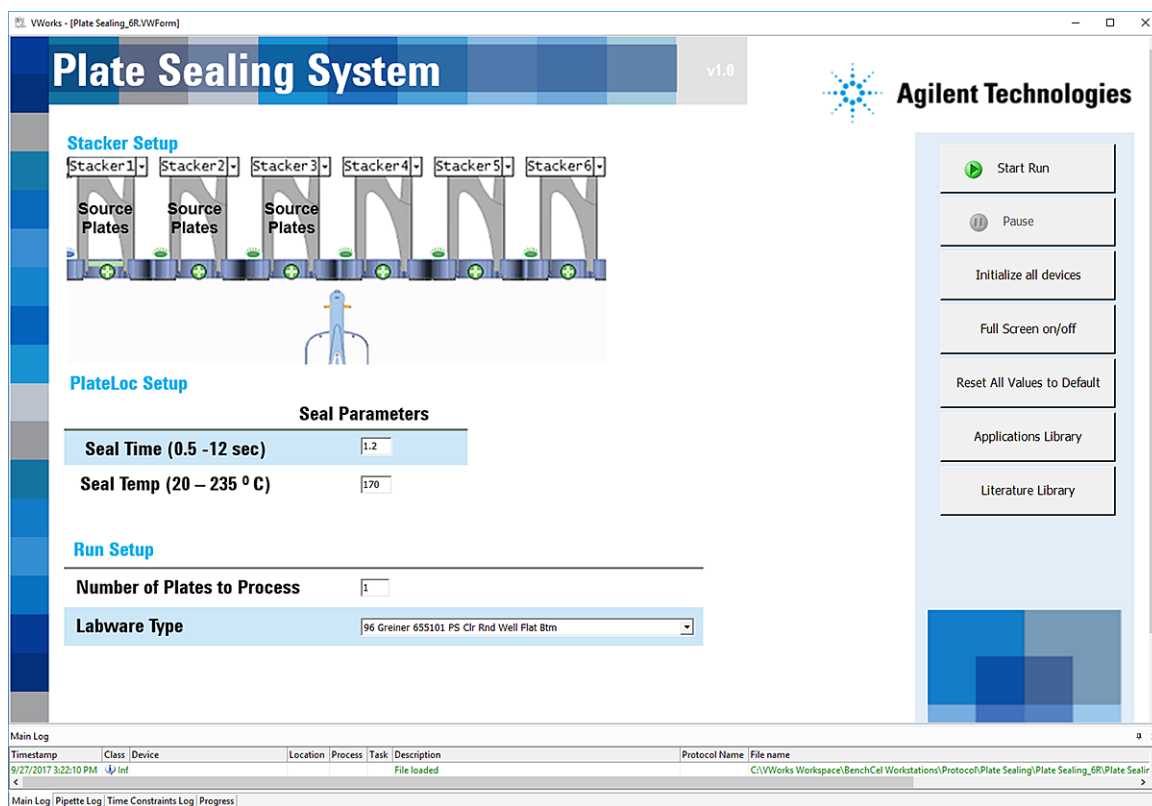 VWorks - [Plate Sealing_6R.VWForm]
Plate Sealing System
v1.0
Agilent Technologies
Stacker Setup
Stacker1 Stacker2 Stacker3 Stacker4 Stacker5 Stacker6
Source Source Source
Plates Plates Plates
Start Run
Pause
Initialize all devices
Full Screen on/off
Reset All Values to Default
Applications Library
Literature Library
PlateLoc Setup
Seal Parameters
Seal Time (0.5 -12 sec) 1.2
Seal Temp (20 – 235 ⁰ C) 170
Run Setup
Number of Plates to Process 1
Labware Type 96 Greiner 655101 PS Clr Rnd Well Flat Btm
Main Log
Timestamp Class Device Location Process Task Description Protocol Name File name
9/27/2017 3:22:10 PM Inf File loaded C:\VWorks Workspace\BenchCel Workstations\Protocol\Plate Sealing\Plate Sealing_6R\Plate Sealin
Main Log Pipette Log Time Constraints Log Progress